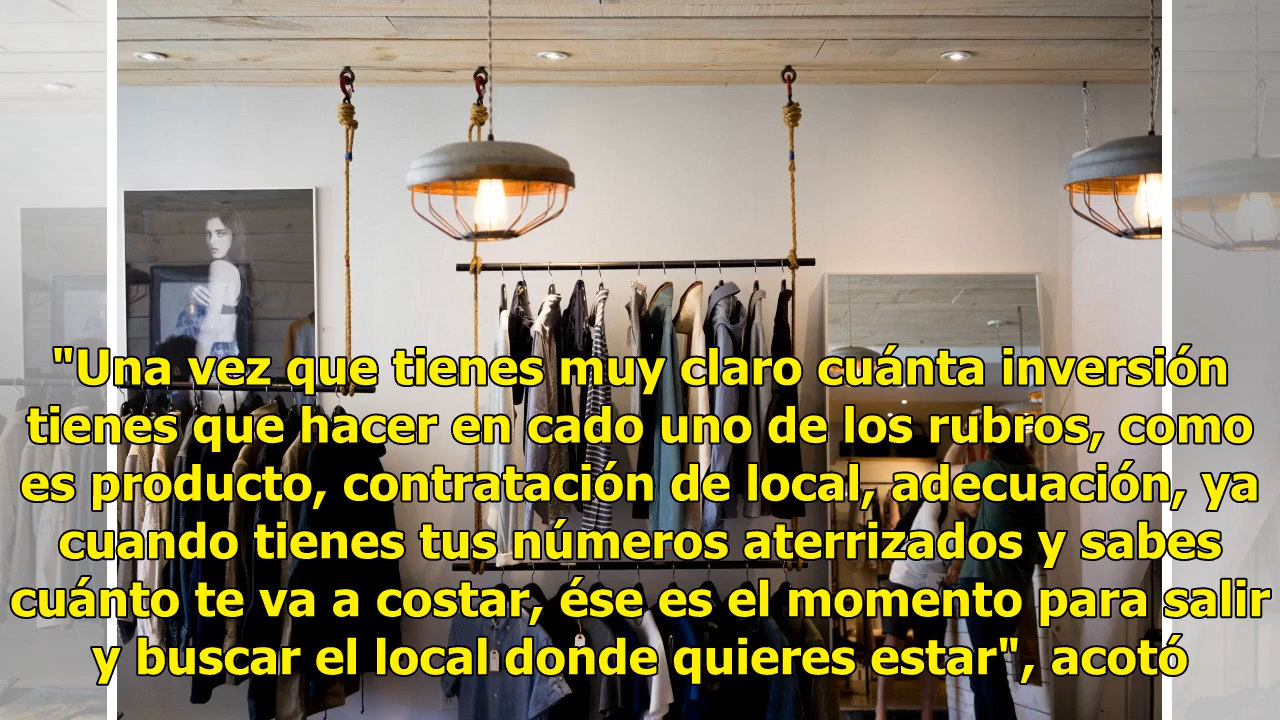 "Una vez que tienes muy claro cuánta inversión
tienes que hacer en cado uno de los rubros, como
es producto, contratación de local, adecuación, ya
cuando tienes tus números aterrizados y sabes
cuánto te va a costar, ése es el momento para salir
y buscar el local donde quieres estar", acotó